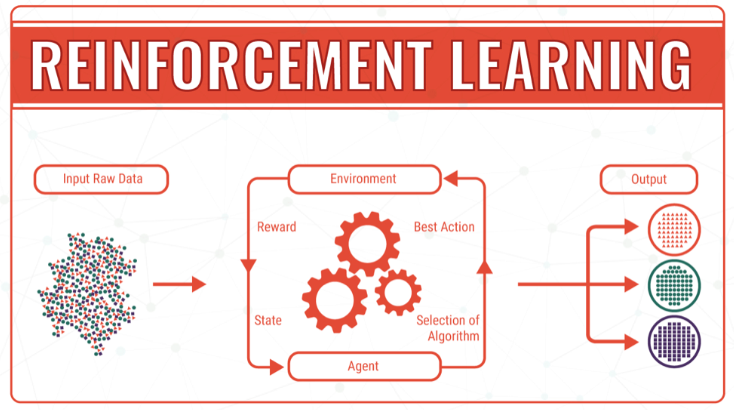 REINFORCEMENT LEARNING
Input Raw Data
Environment
Output
Reward
Best Action
State
Selection of
Algorithm
Agent